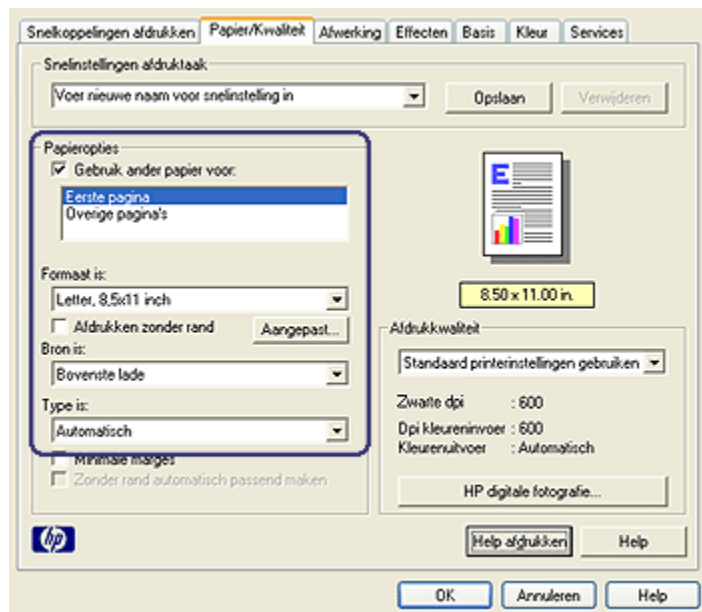 Snelkoppelingen afdrukken Papier/Kwaliteit Afwerking Effecten Basis Kleur Services
Snelinstellingen afdruktaak
Voer nieuwe naam voor snelinstelling in
Opslaan
Verwijderen
Papieropties
Gebruik ander papier voor:
Eerste pagina
Overige pagina's
Formaat is:
Letter, 8,5x11 inch
Afdrukken zonder rand
Aangepast...
Bron is:
Bovenste lade
Type is:
Automatisch
Minimale marges
Zonder rand automatisch passend maken
E
8.50 x 11.00 in.
Afdrukkwaliteit
Standaard printerinstellingen gebruiken
Zwarte dpi : 600
Dpi kleureninvoer : 600
Kleurenuitvoer : Automatisch
HP digitale fotografie...
hp
Help afdrukken
Help
OK
Annuleren
Help